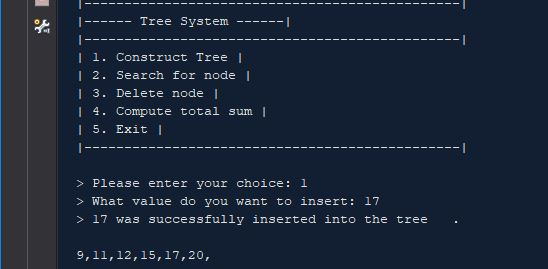 |-----------------------------------------------|
|------ Tree System ------|
|-----------------------------------------------|
| 1. Construct Tree |
| 2. Search for node |
| 3. Delete node |
| 4. Compute total sum |
| 5. Exit |
|-----------------------------------------------|
> Please enter your choice: 1
> What value do you want to insert: 17
> 17 was successfully inserted into the tree   .
9,11,12,15,17,20,